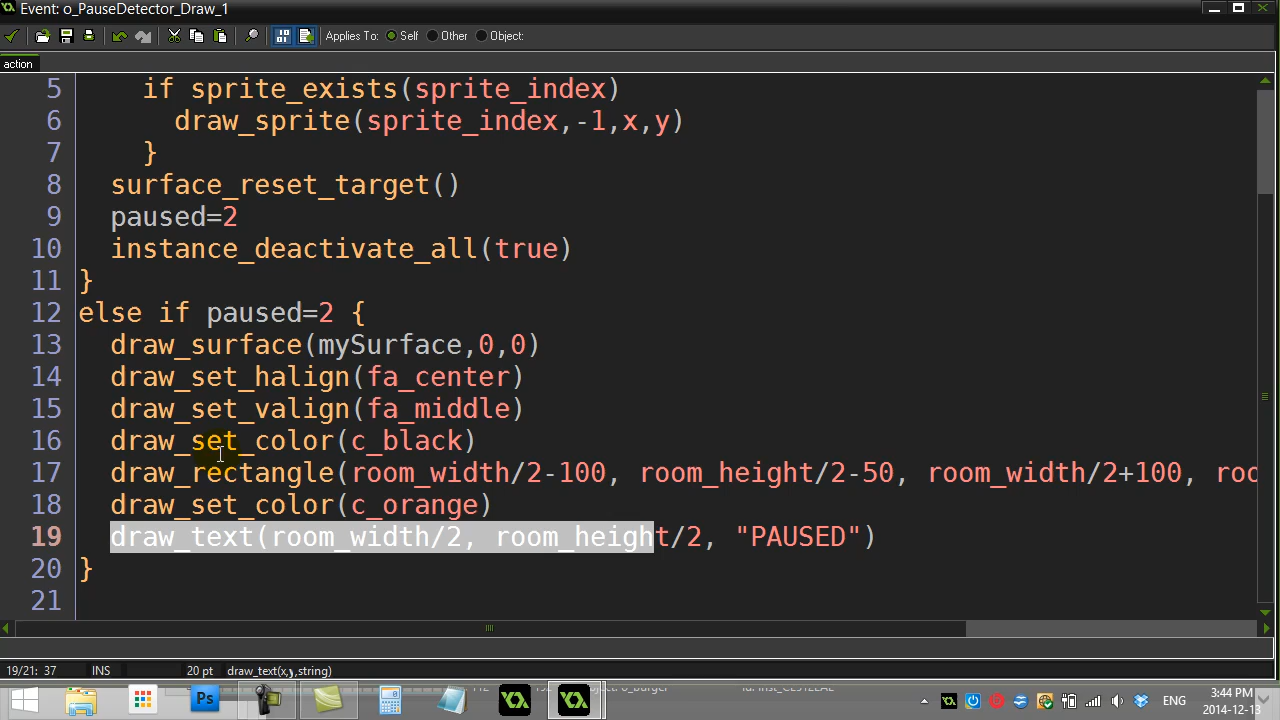 Event: o_PauseDetector_Draw_1
Applies To: Self Other Object:
action
5 if sprite_exists(sprite_index)
6 draw_sprite(sprite_index,-1,x,y)
7 }
8 surface_reset_target()
9 paused=2
10 instance_deactivate_all(true)
11 }
12 else if paused=2 {
13 draw_surface(mySurface,0,0)
14 draw_set_halign(fa_center)
15 draw_set_valign(fa_middle)
16 draw_set_color(c_black)
17 draw_rectangle(room_width/2-100, room_height/2-50, room_width/2+100, roo
18 draw_set_color(c_orange)
19 draw_text(room_width/2, room_height/2, "PAUSED")
20 }
21
19/21: 37 INS 20 pt draw_text(x,y,string)
Ps ENG 3:44 PM
2014-12-13